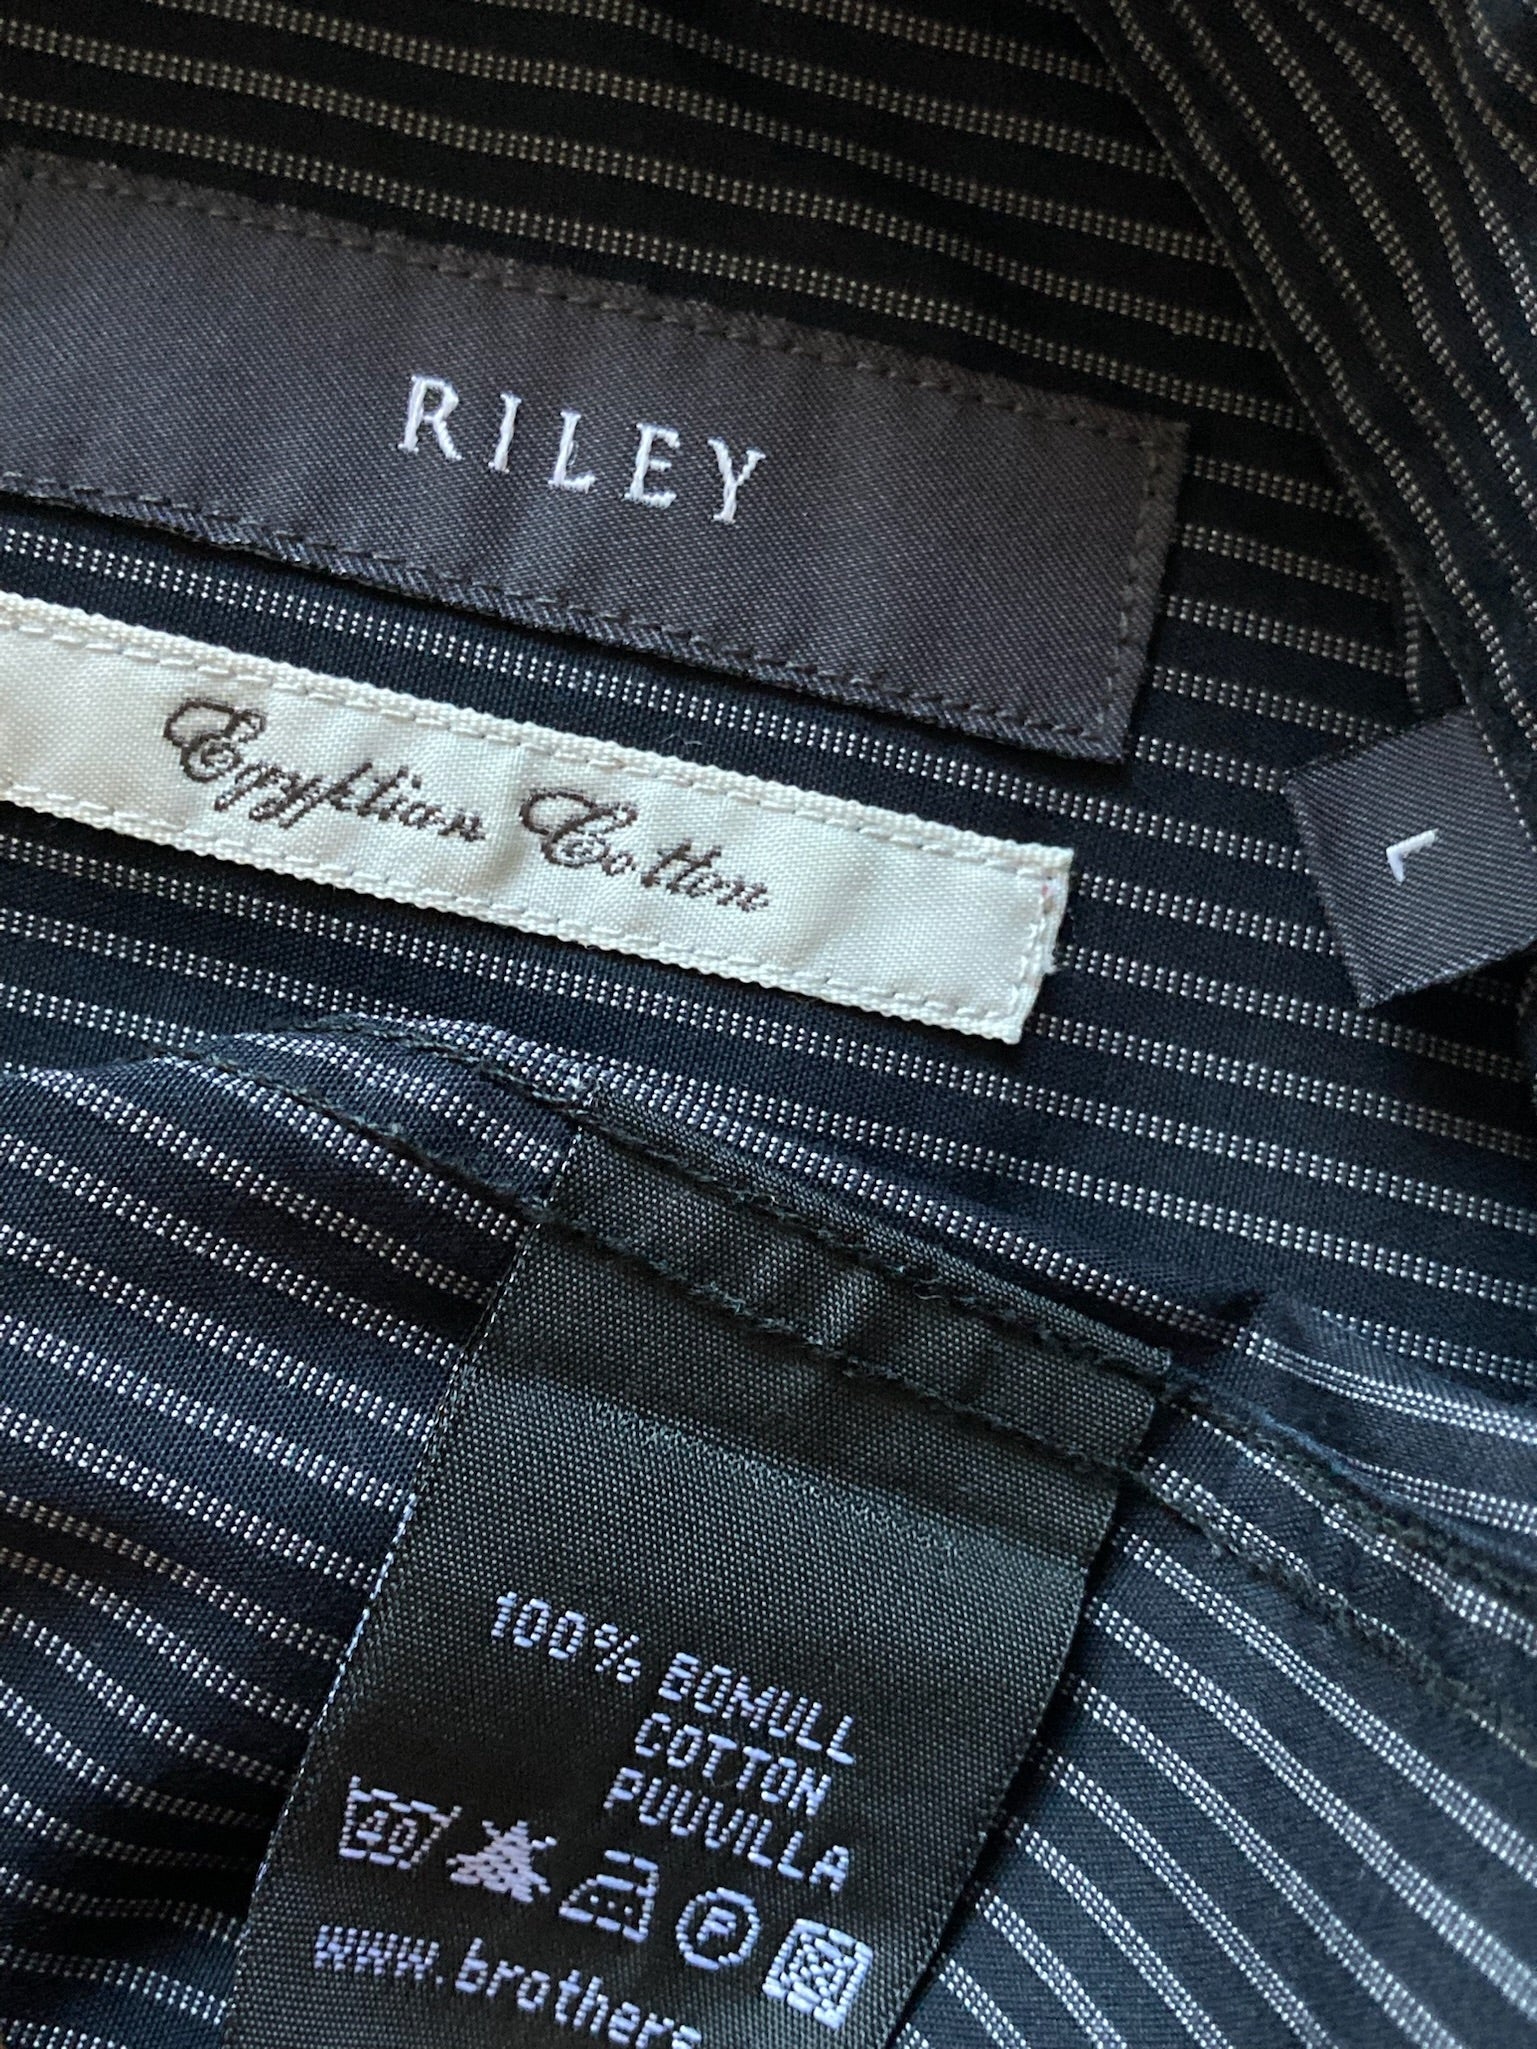 RILEY
Egyptian Cotton
L
100% BOMULL
COTTON
PUUVILLA
40
P
www.brothers